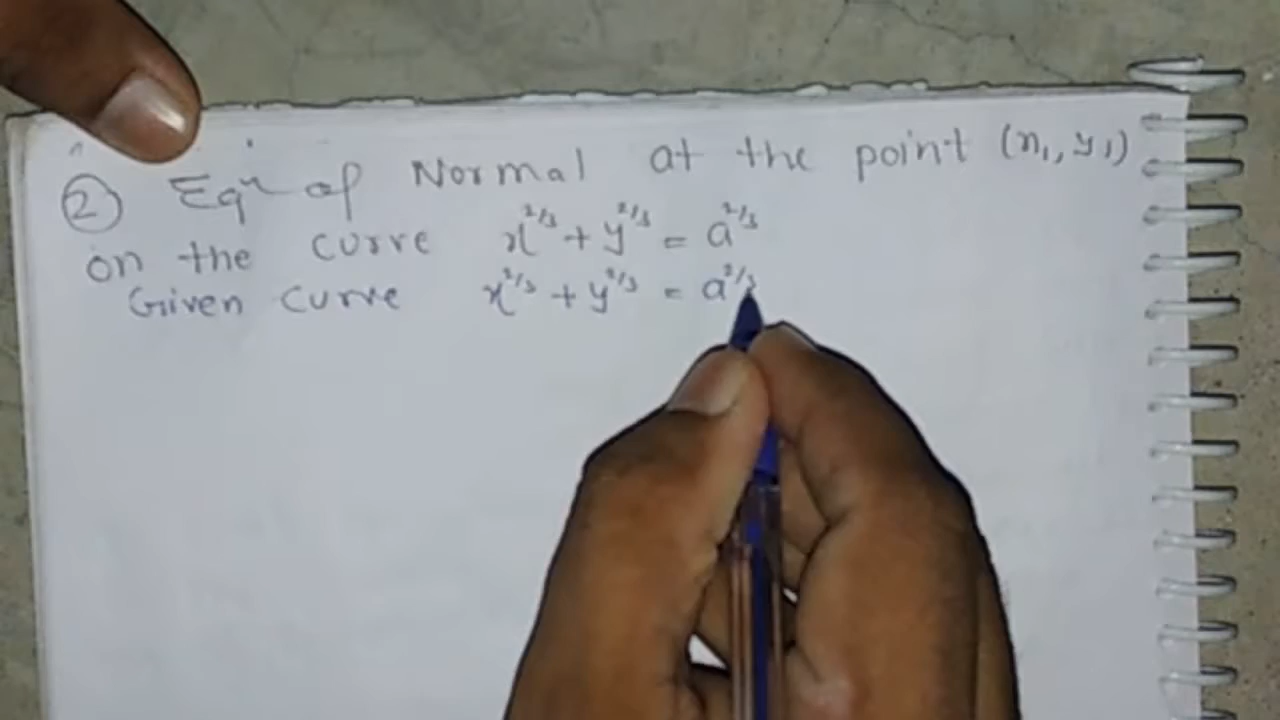 ② Eqn of Normal at the point (x₁, y₁)
on the curve x^2/3 + y^2/3 = a^2/3
Given curve x^2/3 + y^2/3 = a^2/3